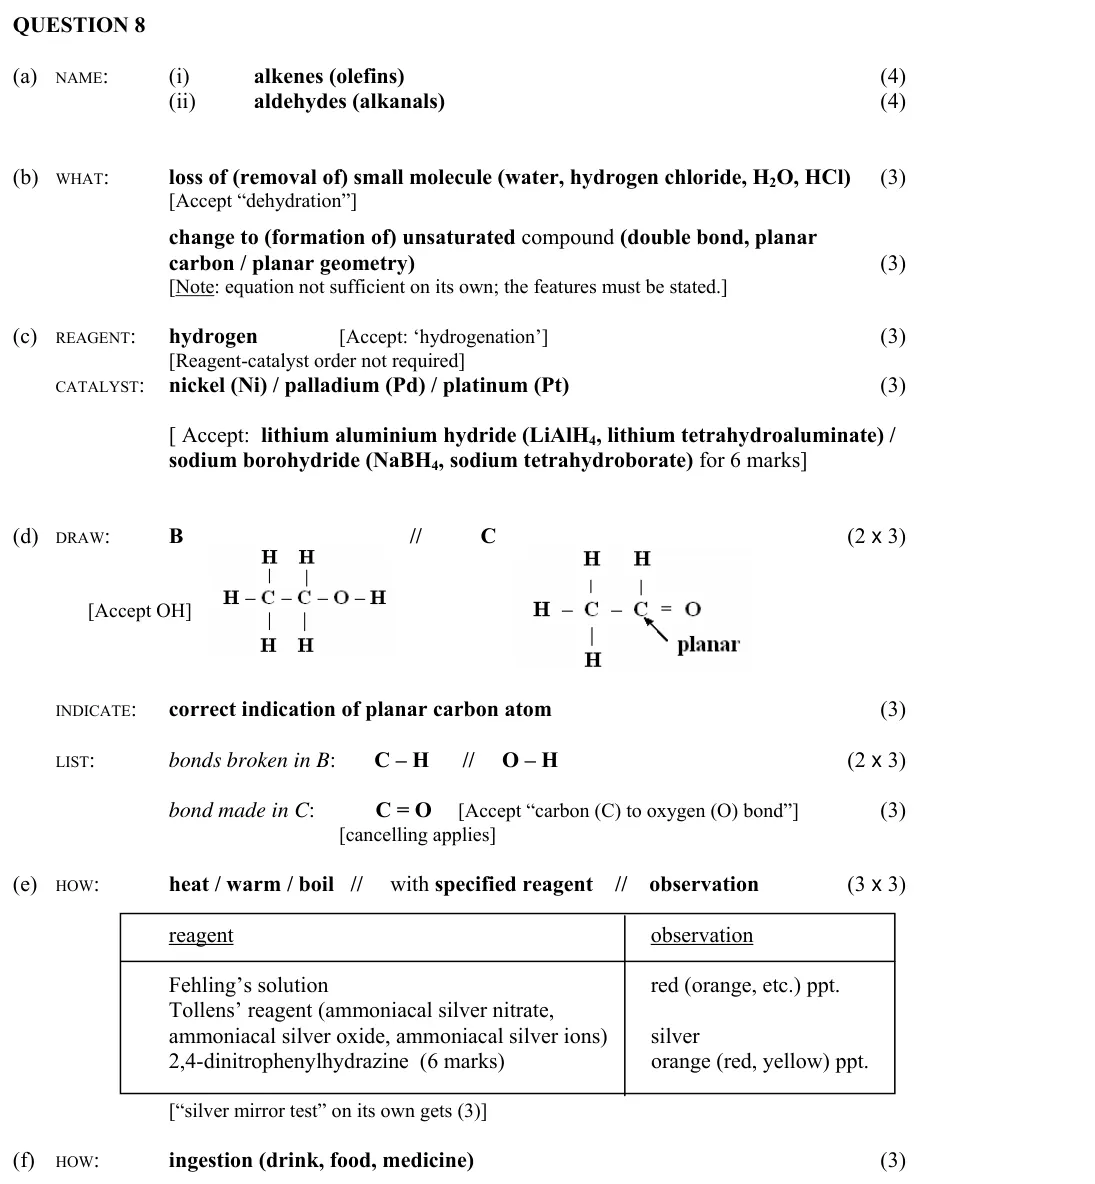 QUESTION 8
(a) NAME: (i) alkenes (olefins) (4)
(ii) aldehydes (alkanals) (4)
(b) WHAT: loss of (removal of) small molecule (water, hydrogen chloride, H₂O, HCl) (3)
[Accept “dehydration”]
change to (formation of) unsaturated compound (double bond, planar
carbon / planar geometry) (3)
[Note: equation not sufficient on its own; the features must be stated.]
(c) REAGENT: hydrogen [Accept: ‘hydrogenation’] (3)
[Reagent-catalyst order not required]
CATALYST: nickel (Ni) / palladium (Pd) / platinum (Pt) (3)
[ Accept: lithium aluminium hydride (LiAlH₄, lithium tetrahydroaluminate) /
sodium borohydride (NaBH₄, sodium tetrahydroborate) for 6 marks]
(d) DRAW: B // C (2 x 3)
H H H H
| | | |
H – C – C – O – H H – C – C = O
[Accept OH]
| | |
H H planar
H
INDICATE: correct indication of planar carbon atom (3)
LIST: bonds broken in B: C – H // O – H (2 x 3)
bond made in C: C = O [Accept “carbon (C) to oxygen (O) bond”] (3)
[cancelling applies]
(e) HOW: heat / warm / boil // with specified reagent // observation (3 x 3)
reagent observation
Fehling’s solution red (orange, etc.) ppt.
Tollens’ reagent (ammoniacal silver nitrate,
ammoniacal silver oxide, ammoniacal silver ions) silver
2,4-dinitrophenylhydrazine (6 marks) orange (red, yellow) ppt.
[“silver mirror test” on its own gets (3)]
(f) HOW: ingestion (drink, food, medicine) (3)